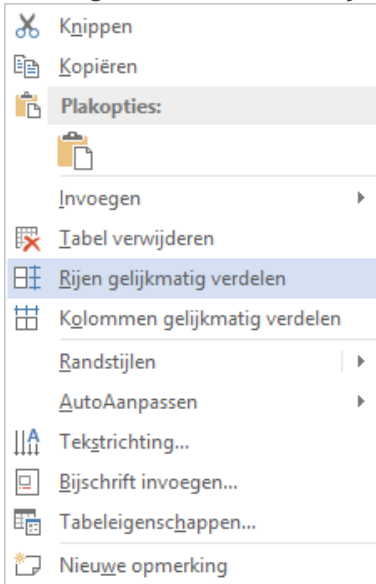 Knippen
Kopiëren
Plakopties:
Invoegen
Tabel verwijderen
Rijen gelijkmatig verdelen
Kolommen gelijkmatig verdelen
Randstijlen
AutoAanpassen
Tekstrichting...
Bijschrift invoegen...
Tabeleigenschappen...
Nieuwe opmerking